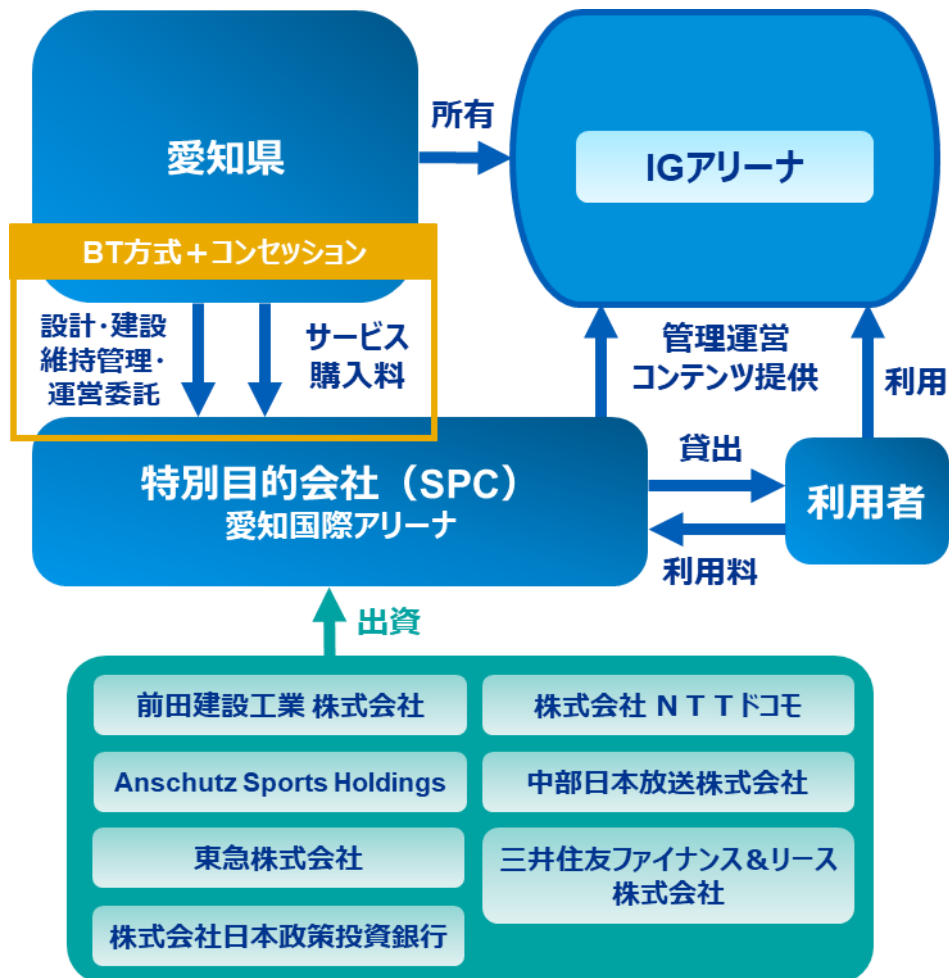 愛知県
所有
IGアリーナ
BT方式＋コンセッション
設計・建設
維持管理・
運営委託
サービス
購入料
管理運営
コンテンツ提供
利用
特別目的会社（SPC）
愛知国際アリーナ
貸出
利用料
利用者
出資
前田建設工業 株式会社
株式会社 ＮＴＴドコモ
Anschutz Sports Holdings
中部日本放送株式会社
東急株式会社
三井住友ファイナンス＆リース
株式会社
株式会社日本政策投資銀行